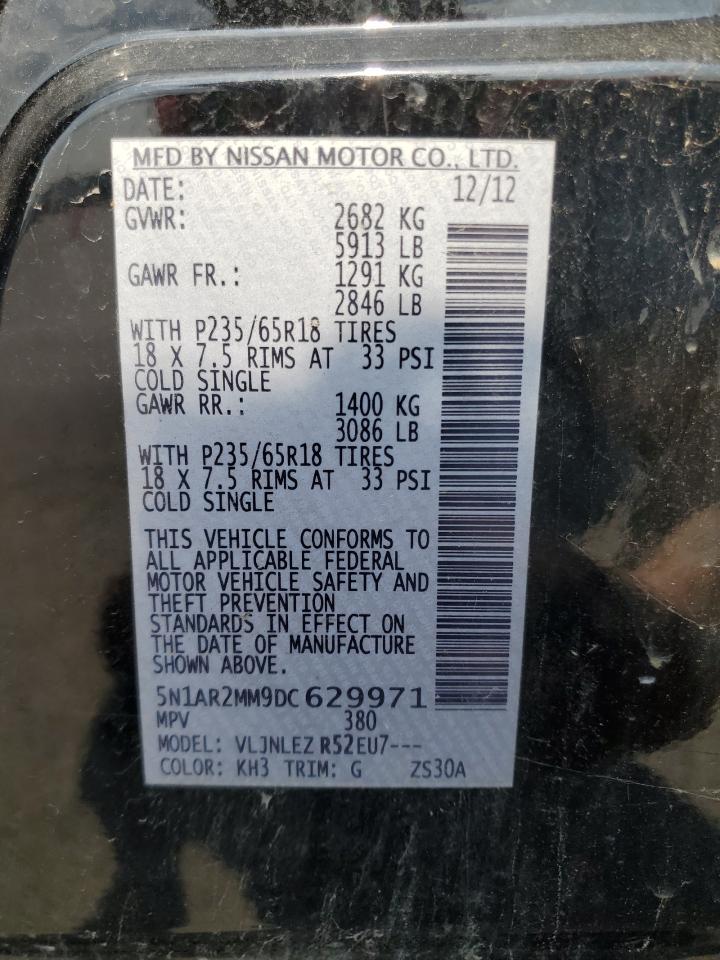 MFD BY NISSAN MOTOR CO., LTD.
DATE: 12/12
GVWR: 2682 KG
5913 LB
GAWR FR.: 1291 KG
2846 LB
WITH P235/65R18 TIRES
18 X 7.5 RIMS AT 33 PSI
COLD SINGLE
GAWR RR.: 1400 KG
3086 LB
WITH P235/65R18 TIRES
18 X 7.5 RIMS AT 33 PSI
COLD SINGLE
THIS VEHICLE CONFORMS TO
ALL APPLICABLE FEDERAL
MOTOR VEHICLE SAFETY AND
THEFT PREVENTION
STANDARDS IN EFFECT ON
THE DATE OF MANUFACTURE
SHOWN ABOVE.
5N1AR2MM9DC629971
MPV 380
MODEL: VLJNLEZ R52EU7---
COLOR: KH3 TRIM: G ZS30A